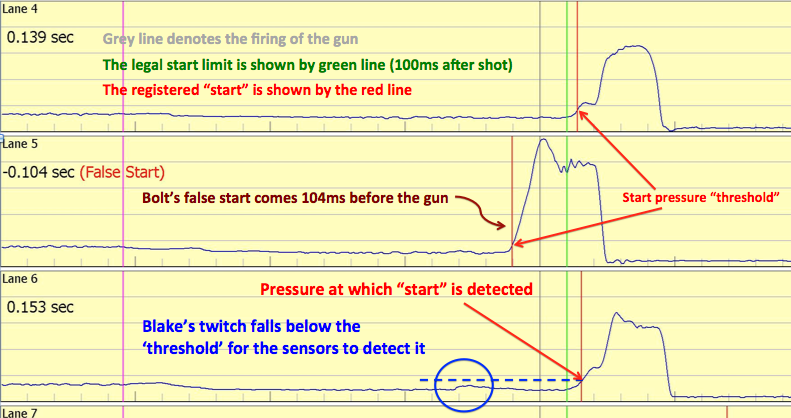 Lane 4
0.139 sec
Grey line denotes the firing of the gun
The legal start limit is shown by green line (100ms after shot)
The registered “start” is shown by the red line
Lane 5
-0.104 sec (False Start)
Bolt’s false start comes 104ms before the gun
Start pressure “threshold”
Lane 6
Pressure at which “start” is detected
0.153 sec
Blake’s twitch falls below the
‘threshold’ for the sensors to detect it
Lane 7